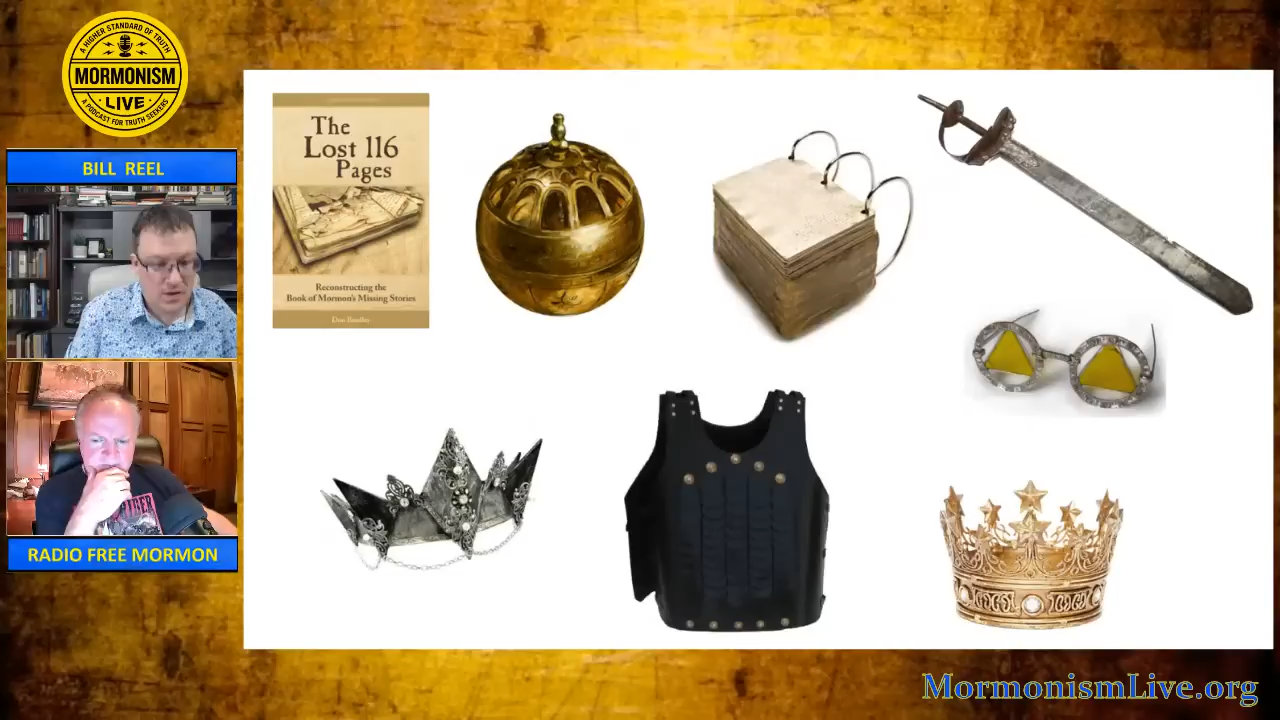 A HIGHER STANDARD OF TRUTH
MORMONISM
LIVE
A PODCAST FOR TRUTH SEEKERS
BILL REEL
RADIO FREE MORMON
The
Lost 116
Pages
Reconstructing the
Book of Mormon's Missing Stories
Don Bradley
MormonismLive.org